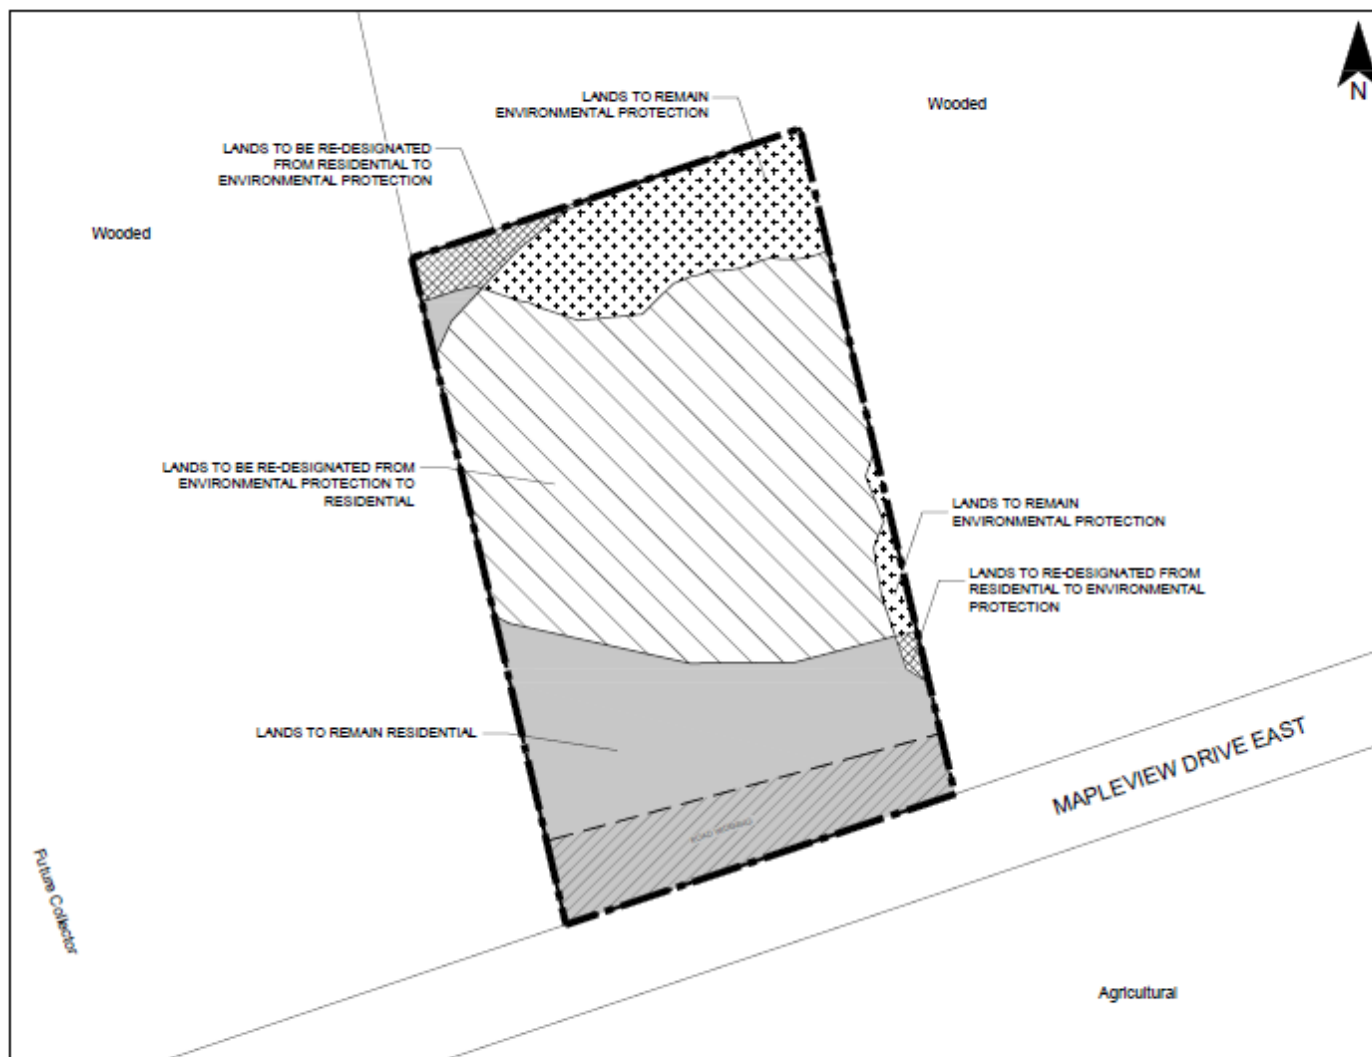 N
LANDS TO REMAIN
ENVIRONMENTAL PROTECTION
Wooded
LANDS TO BE RE-DESIGNATED
FROM RESIDENTIAL TO
ENVIRONMENTAL PROTECTION
Wooded
LANDS TO BE RE-DESIGNATED FROM
ENVIRONMENTAL PROTECTION TO
RESIDENTIAL
LANDS TO REMAIN
ENVIRONMENTAL PROTECTION
LANDS TO RE-DESIGNATED FROM
RESIDENTIAL TO ENVIRONMENTAL
PROTECTION
LANDS TO REMAIN RESIDENTIAL
MAPLEVIEW DRIVE EAST
ROAD WIDENING
Future Collector
Agricultural